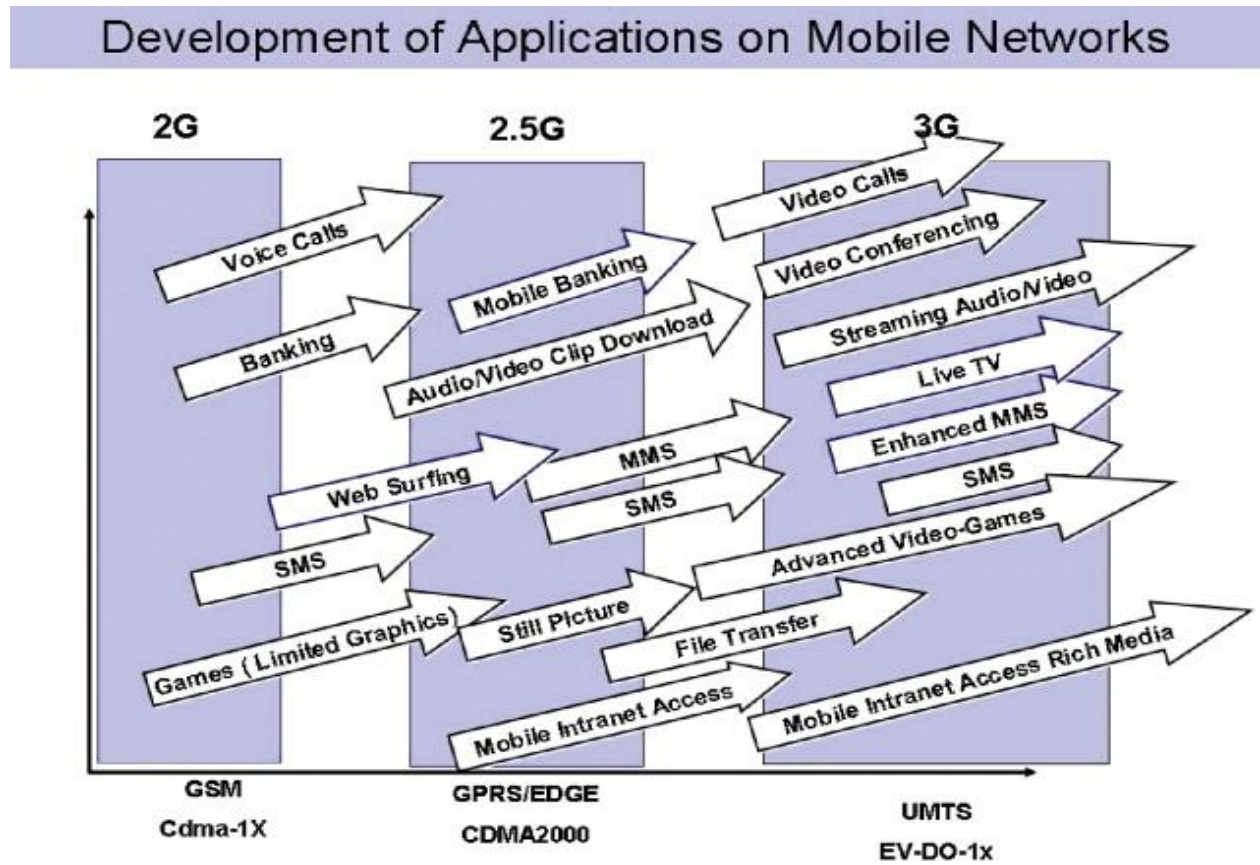 Development of Applications on Mobile Networks
2G
2.5G
3G
Voice Calls
Banking
Web Surfing
SMS
Games ( Limited Graphics)
Mobile Banking
Audio/Video Clip Download
MMS
SMS
Still Picture
File Transfer
Mobile Intranet Access
Video Calls
Video Conferencing
Streaming Audio/Video
Live TV
Enhanced MMS
SMS
Advanced Video-Games
Mobile Intranet Access Rich Media
GSM
Cdma-1X
GPRS/EDGE
CDMA2000
UMTS
EV-DO-1x